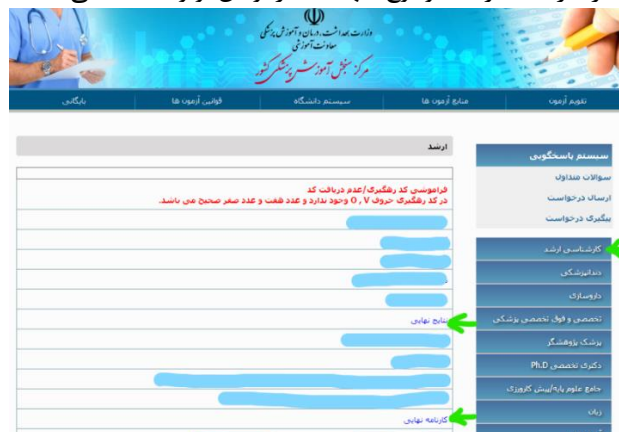 وزارت بهداشت، درمان و آموزش پزشکی
معاونت آموزشی
مرکز سنجش آموزش پزشکی کشور
تقویم آزمون
منابع آزمون ها
سیستم دانشگاه
قوانین آزمون ها
بایگانی
سیستم پاسخگویی
سوالات متداول
ارسال درخواست
پیگیری درخواست
کارشناسی ارشد
دندانپزشکی
داروسازی
تخصصی و فوق تخصصی پزشکی
پزشک پژوهشگر
دکتری تخصصی Ph.D
جامع علوم پایه/پیش کارورزی
زبان
ارشد
فراموشی کد رهگیری/عدم دریافت کد
در کد رهگیری حروف O , V وجود ندارد و عدد هفت و عدد صفر صحیح می باشد.
نتایج نهایی
کارنامه نهایی